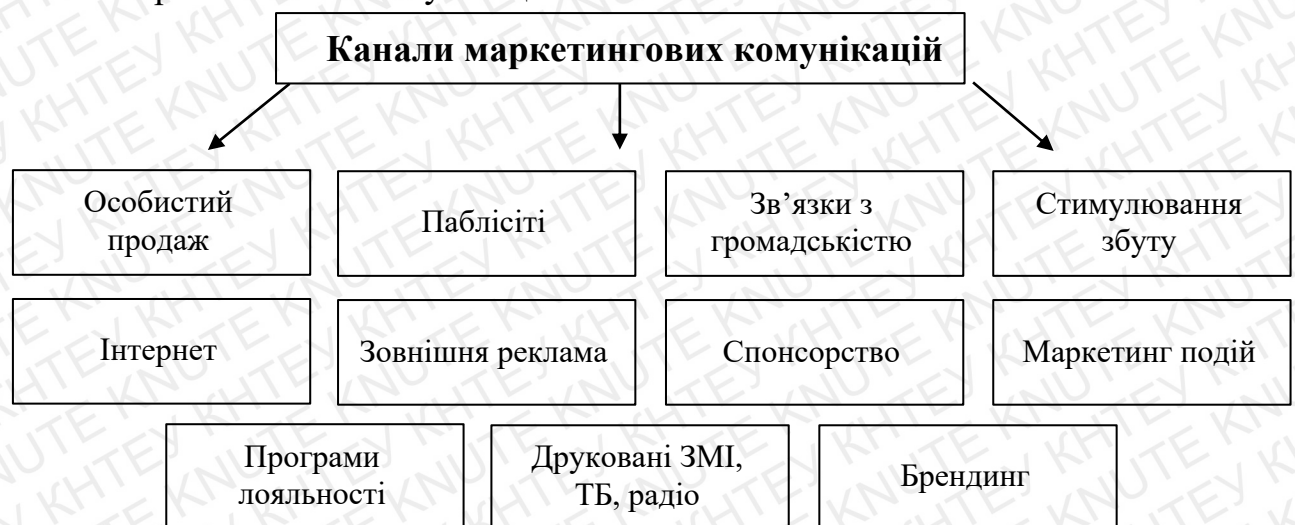 Канали маркетингових комунікацій
Особистий
продаж
Паблісіті
Зв’язки з
громадськістю
Стимулювання
збуту
Інтернет
Зовнішня реклама
Спонсорство
Маркетинг подій
Програми
лояльності
Друковані ЗМІ,
ТБ, радіо
Брендинг